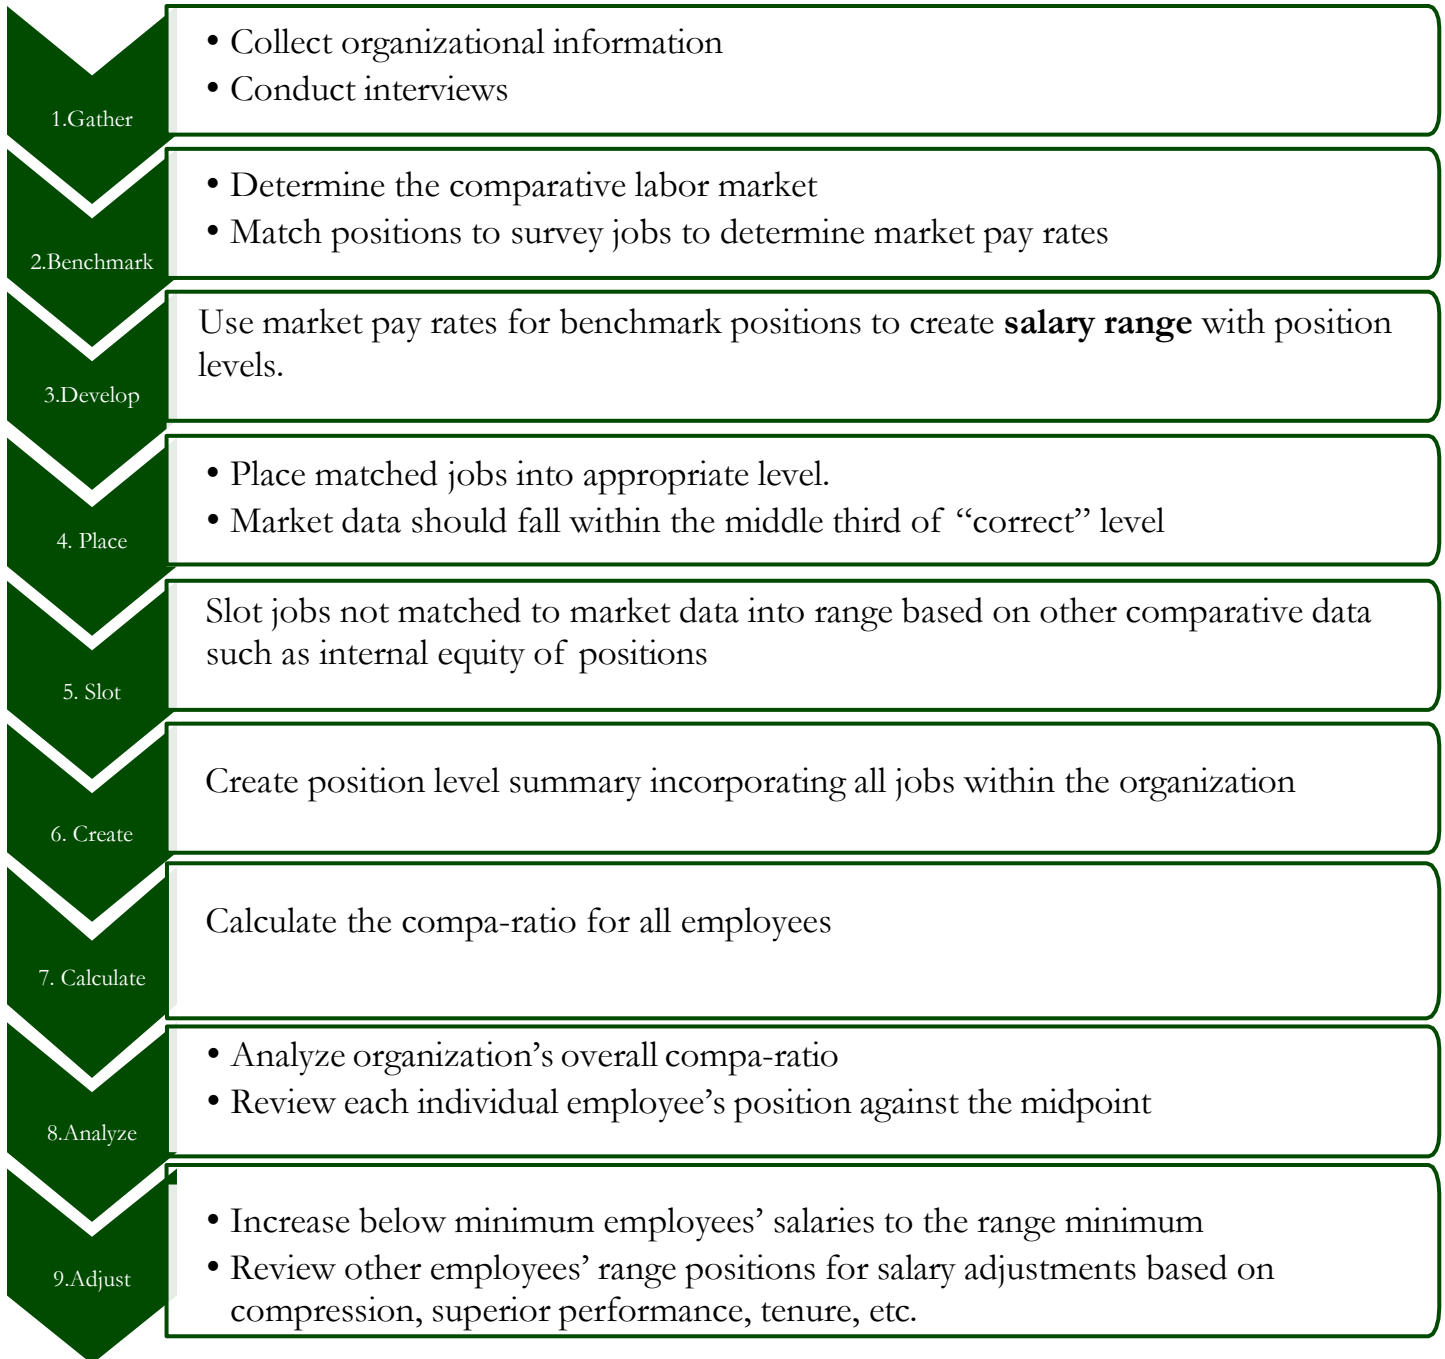 • Collect organizational information
• Conduct interviews
1.Gather
• Determine the comparative labor market
• Match positions to survey jobs to determine market pay rates
2.Benchmark
Use market pay rates for benchmark positions to create salary range with position
levels.
3.Develop
• Place matched jobs into appropriate level.
• Market data should fall within the middle third of “correct” level
4. Place
Slot jobs not matched to market data into range based on other comparative data
such as internal equity of positions
5. Slot
Create position level summary incorporating all jobs within the organization
6. Create
Calculate the compa-ratio for all employees
7. Calculate
• Analyze organization’s overall compa-ratio
• Review each individual employee’s position against the midpoint
8.Analyze
• Increase below minimum employees’ salaries to the range minimum
• Review other employees’ range positions for salary adjustments based on
compression, superior performance, tenure, etc.
9.Adjust